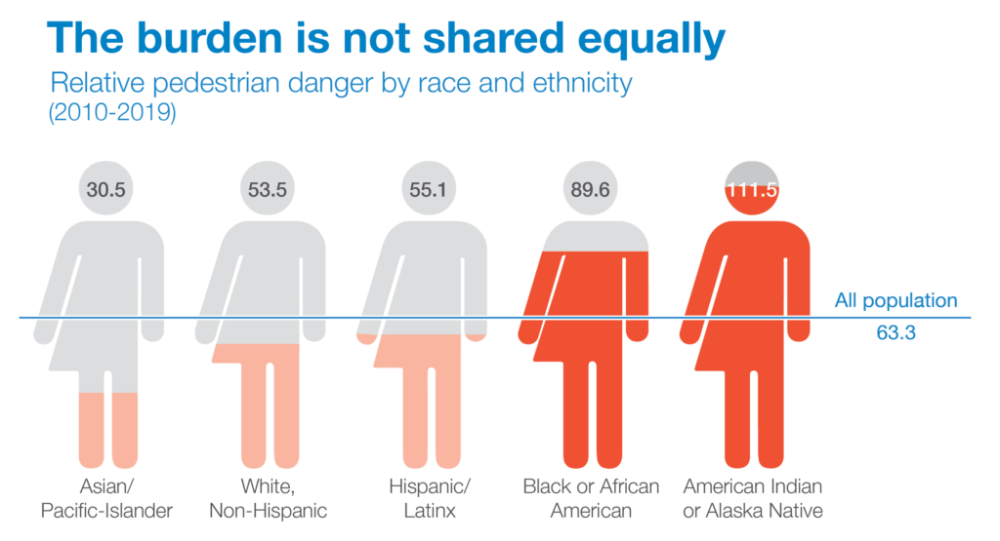 The burden is not shared equally
Relative pedestrian danger by race and ethnicity
(2010-2019)
30.5
53.5
55.1
89.6
111.5
All population
63.3
Asian/
Pacific-Islander
White,
Non-Hispanic
Hispanic/
Latinx
Black or African
American
American Indian
or Alaska Native